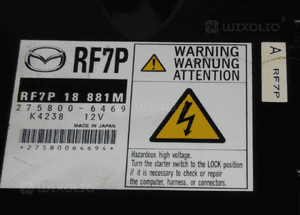 WIXOLIO
RF7P
RF7P 18 881M
275800-6469
K4238 12V
MADE IN JAPAN
*27580064694*
WARNING
WARNUNG
ATTENTION
Hazardous high voltage.
Turn the starter switch to the LOCK position
if it is necessary to check or repair
the computer, harness, or connectors.
A
RF7P
WIXOLIO